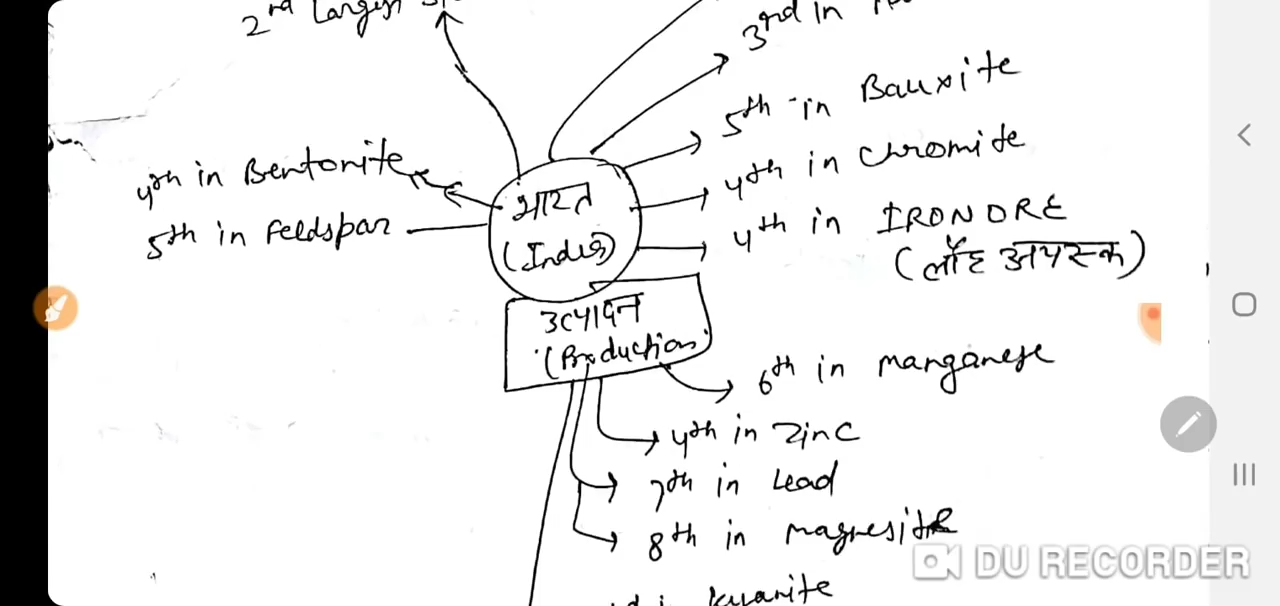 2rd Largest
3rd in
5th in Bauxite
4th in chromite
4th in IRON ORE
(लौह अयस्क)
4th in Bentonite
5th in Feldspar
भारत
(India)
उत्पादन
(Production)
6th in manganese
4th in Zinc
7th in Lead
8th in magnesite
kyanite
DU RECORDER